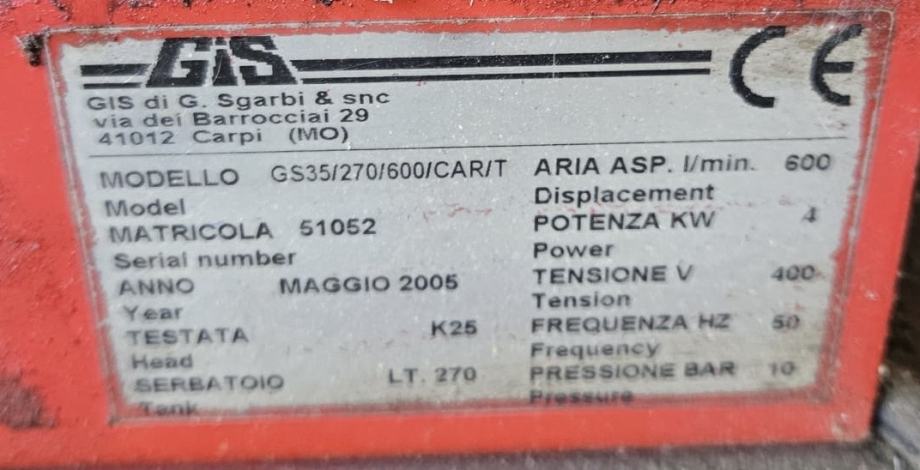 GIS
CE
GIS di G. Sgarbi & snc
via dei Barrocciai 29
41012 Carpi (MO)
MODELLO GS35/270/600/CAR/T
Model
MATRICOLA 51052
Serial number
ANNO MAGGIO 2005
Year
TESTATA K25
Head
SERBATOIO LT. 270
Tank
ARIA ASP. l/min. 600
Displacement
POTENZA KW 4
Power
TENSIONE V 400
Tension
FREQUENZA HZ 50
Frequency
PRESSIONE BAR 10
Pressure